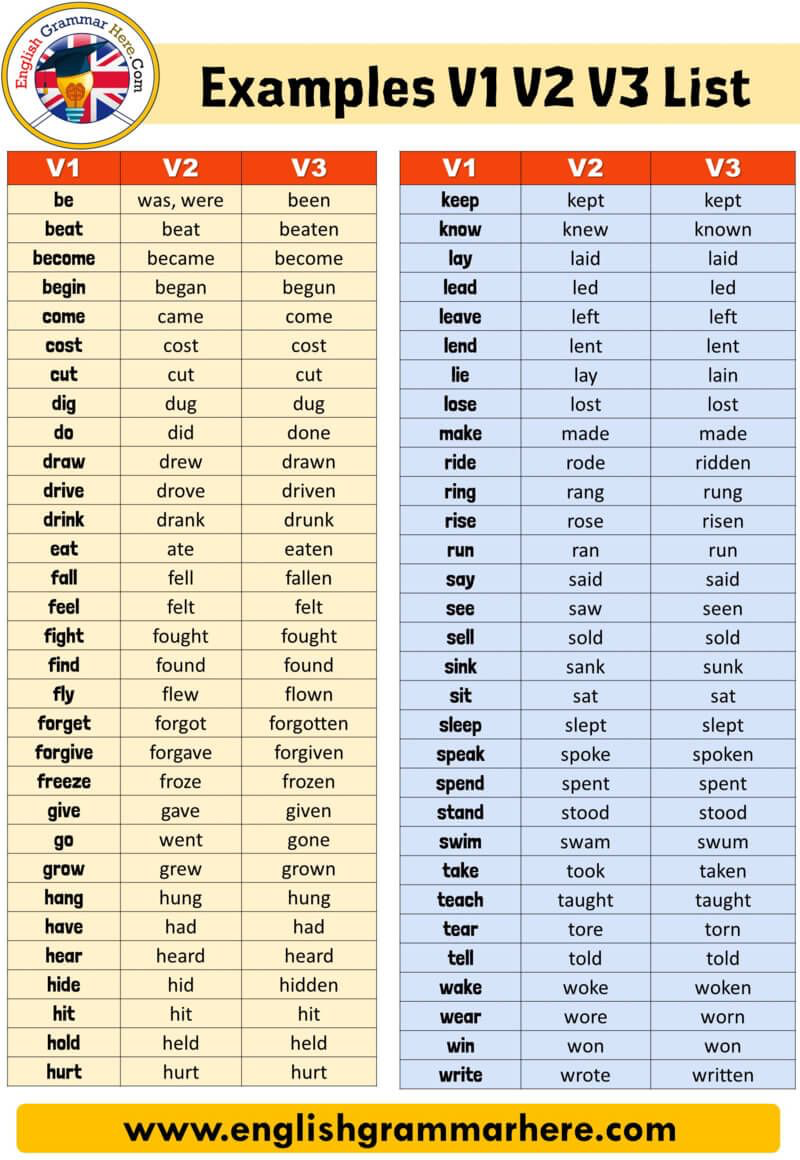 English Grammar Here.Com
Examples V1 V2 V3 List
V1 V2 V3
be was, were been
beat beat beaten
become became become
begin began begun
come came come
cost cost cost
cut cut cut
dig dug dug
do did done
draw drew drawn
drive drove driven
drink drank drunk
eat ate eaten
fall fell fallen
feel felt felt
fight fought fought
find found found
fly flew flown
forget forgot forgotten
forgive forgave forgiven
freeze froze frozen
give gave given
go went gone
grow grew grown
hang hung hung
have had had
hear heard heard
hide hid hidden
hit hit hit
hold held held
hurt hurt hurt
V1 V2 V3
keep kept kept
know knew known
lay laid laid
lead led led
leave left left
lend lent lent
lie lay lain
lose lost lost
make made made
ride rode ridden
ring rang rung
rise rose risen
run ran run
say said said
see saw seen
sell sold sold
sink sank sunk
sit sat sat
sleep slept slept
speak spoke spoken
spend spent spent
stand stood stood
swim swam swum
take took taken
teach taught taught
tear tore torn
tell told told
wake woke woken
wear wore worn
win won won
write wrote written
www.englishgrammarhere.com